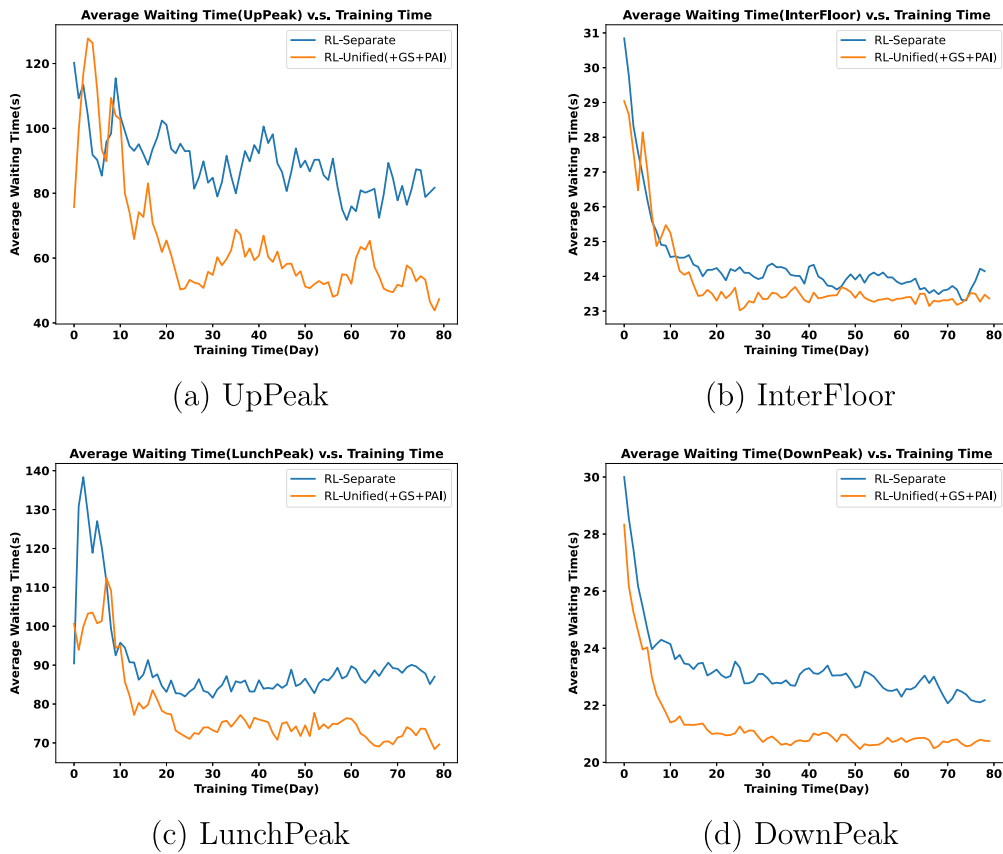 Average Waiting Time(UpPeak) v.s. Training Time
RL-Separate
RL-Unified(+GS+PAI)
120
100
80
60
40
Average Waiting Time(s)
0 10 20 30 40 50 60 70 80
Training Time(Day)
(a) UpPeak
Average Waiting Time(InterFloor) v.s. Training Time
RL-Separate
RL-Unified(+GS+PAI)
31
30
29
28
27
26
25
24
23
Average Waiting Time(s)
0 10 20 30 40 50 60 70 80
Training Time(Day)
(b) InterFloor
Average Waiting Time(LunchPeak) v.s. Training Time
RL-Separate
RL-Unified(+GS+PAI)
140
130
120
110
100
90
80
70
Average Waiting Time(s)
0 10 20 30 40 50 60 70 80
Training Time(Day)
(c) LunchPeak
Average Waiting Time(DownPeak) v.s. Training Time
RL-Separate
RL-Unified(+GS+PAI)
30
28
26
24
22
20
Average Waiting Time(s)
0 10 20 30 40 50 60 70 80
Training Time(Day)
(d) DownPeak